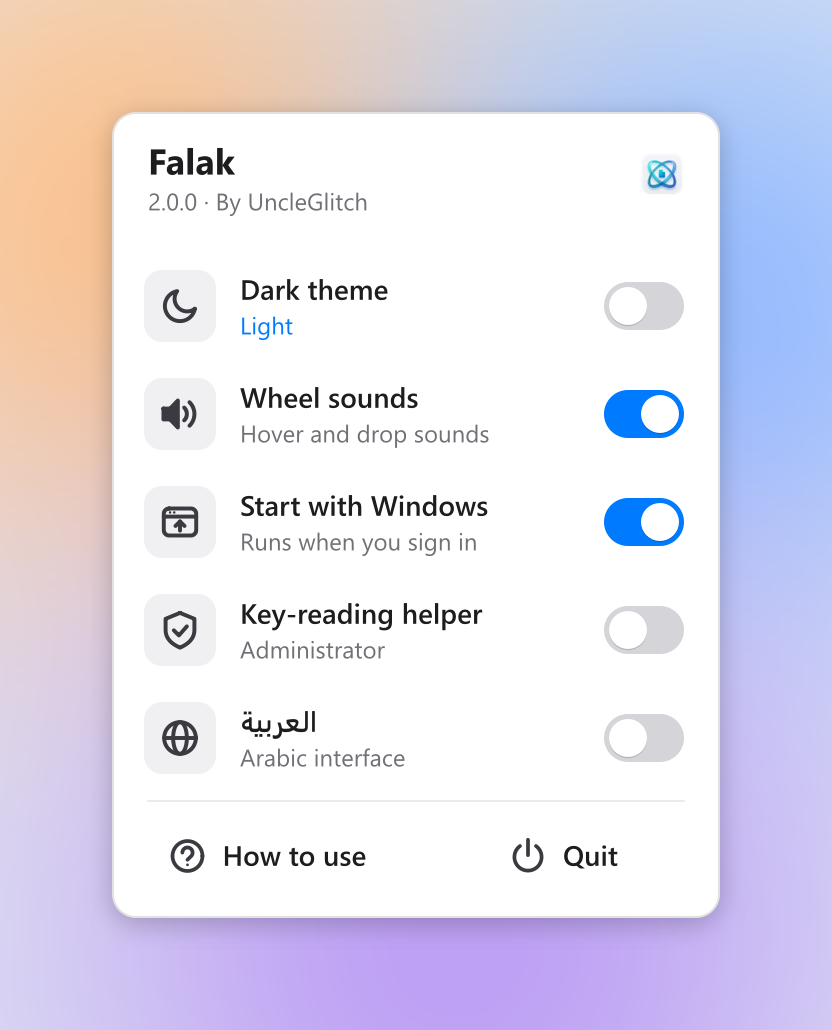 Falak
2.0.0 · By UncleGlitch
Dark theme
Light
Wheel sounds
Hover and drop sounds
Start with Windows
Runs when you sign in
Key-reading helper
Administrator
العربية
Arabic interface
How to use
Quit